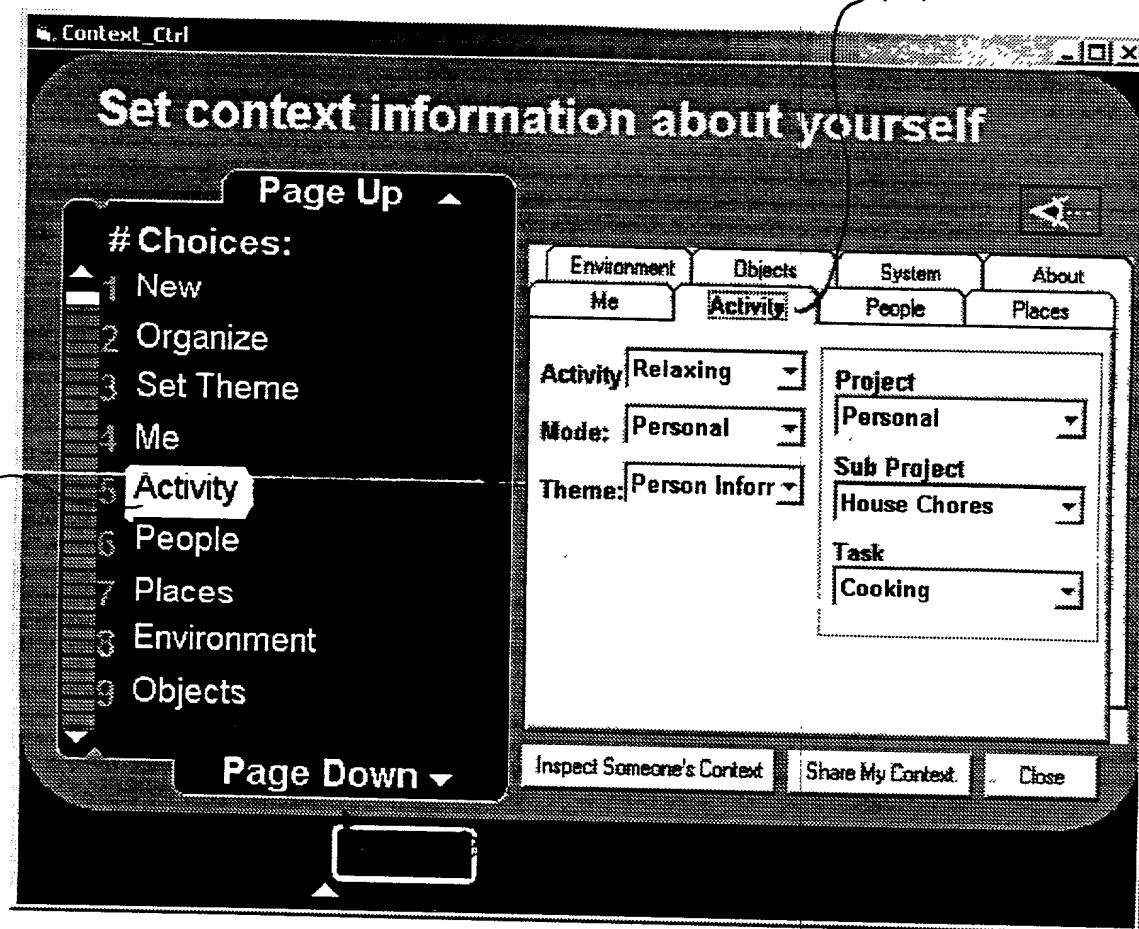 Context_Ctrl
Set context information about yourself
Page Up
# Choices:
1 New
2 Organize
3 Set Theme
4 Me
5 Activity
6 People
7 Places
8 Environment
9 Objects
Page Down
Environment Objects System About
Me Activity People Places
Activity Relaxing
Mode: Personal
Theme: Person Inforr
Project
Personal
Sub Project
House Chores
Task
Cooking
Inspect Someone's Context Share My Context. Close